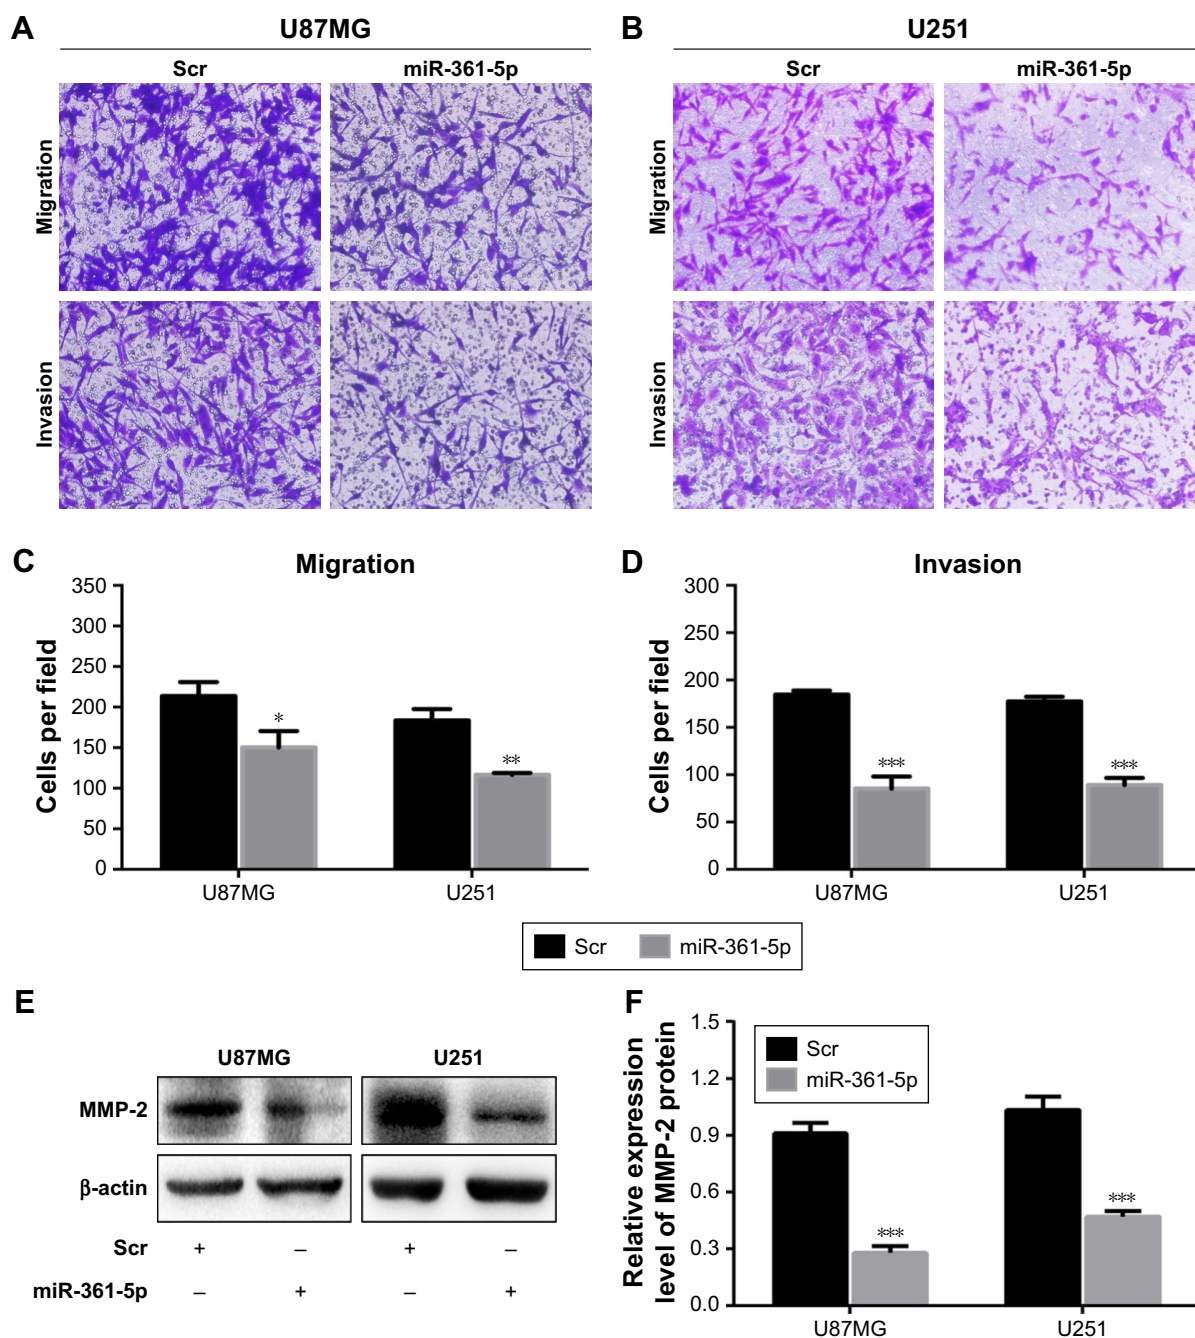 A
U87MG
Scr
miR-361-5p
Migration
Invasion
B
U251
Scr
miR-361-5p
Migration
Invasion
C
Migration
Cells per field
350
300
250
200
150
100
50
0
*
**
U87MG
U251
D
Invasion
Cells per field
300
250
200
150
100
50
0
***
***
U87MG
U251
Scr
miR-361-5p
E
U87MG
U251
MMP-2
β-actin
Scr
+
–
+
–
miR-361-5p
–
+
–
+
F
Relative expression
level of MMP-2 protein
1.5
1.2
0.9
0.6
0.3
0.0
Scr
miR-361-5p
***
***
U87MG
U251